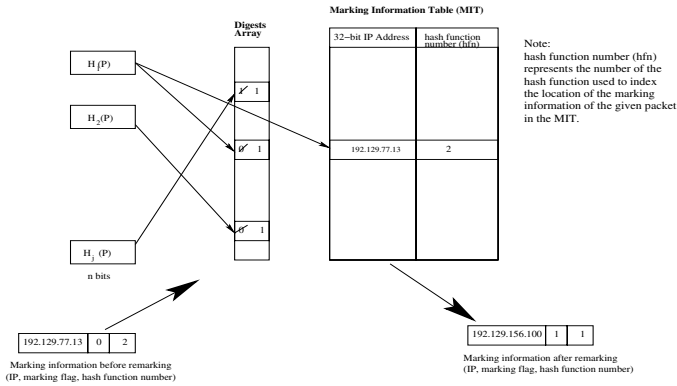 Marking Information Table (MIT)
Digests
Array
32−bit IP Address
hash function
number (hfn)
Note:
hash function number (hfn)
represents the number of the
hash function used to index
the location of the marking
information of the given packet
in the MIT.
H1(P)
1 1
H2(P)
0 1
192.129.77.13 2
0 1
Hj (P)
n bits
192.129.77.13 0 2
192.129.156.100 1 1
Marking information before remarking
(IP, marking flag, hash function number)
Marking information after remarking
(IP, marking flag, hash function number)